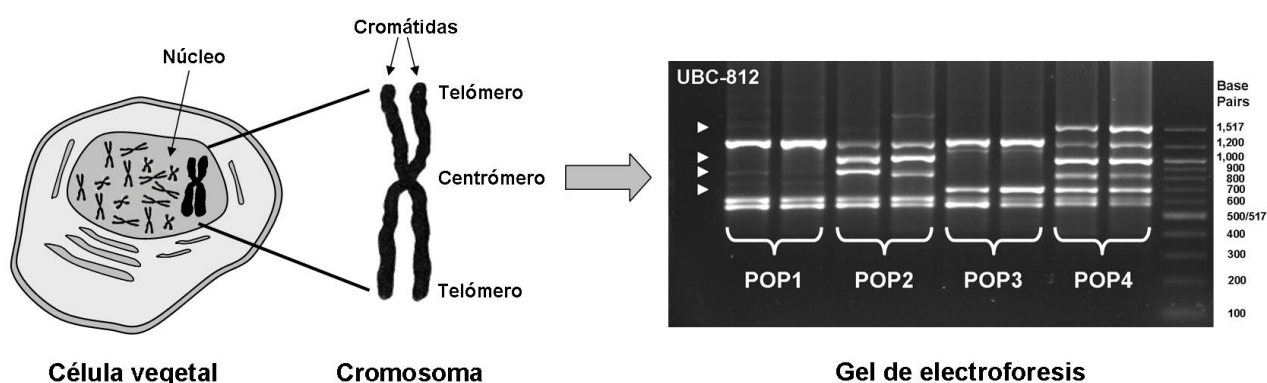 Cromátidas
Núcleo
Telómero
Centrómero
Telómero
Célula vegetal
Cromosoma
UBC-812
POP1
POP2
POP3
POP4
Base
Pairs
1,517
1,200
1,000
900
800
700
600
500/517
400
300
200
100
Gel de electroforesis